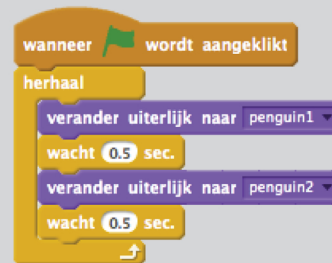 wanneer wordt aangeklikt
herhaal
verander uiterlijk naar penguin1
wacht 0.5 sec.
verander uiterlijk naar penguin2
wacht 0.5 sec.